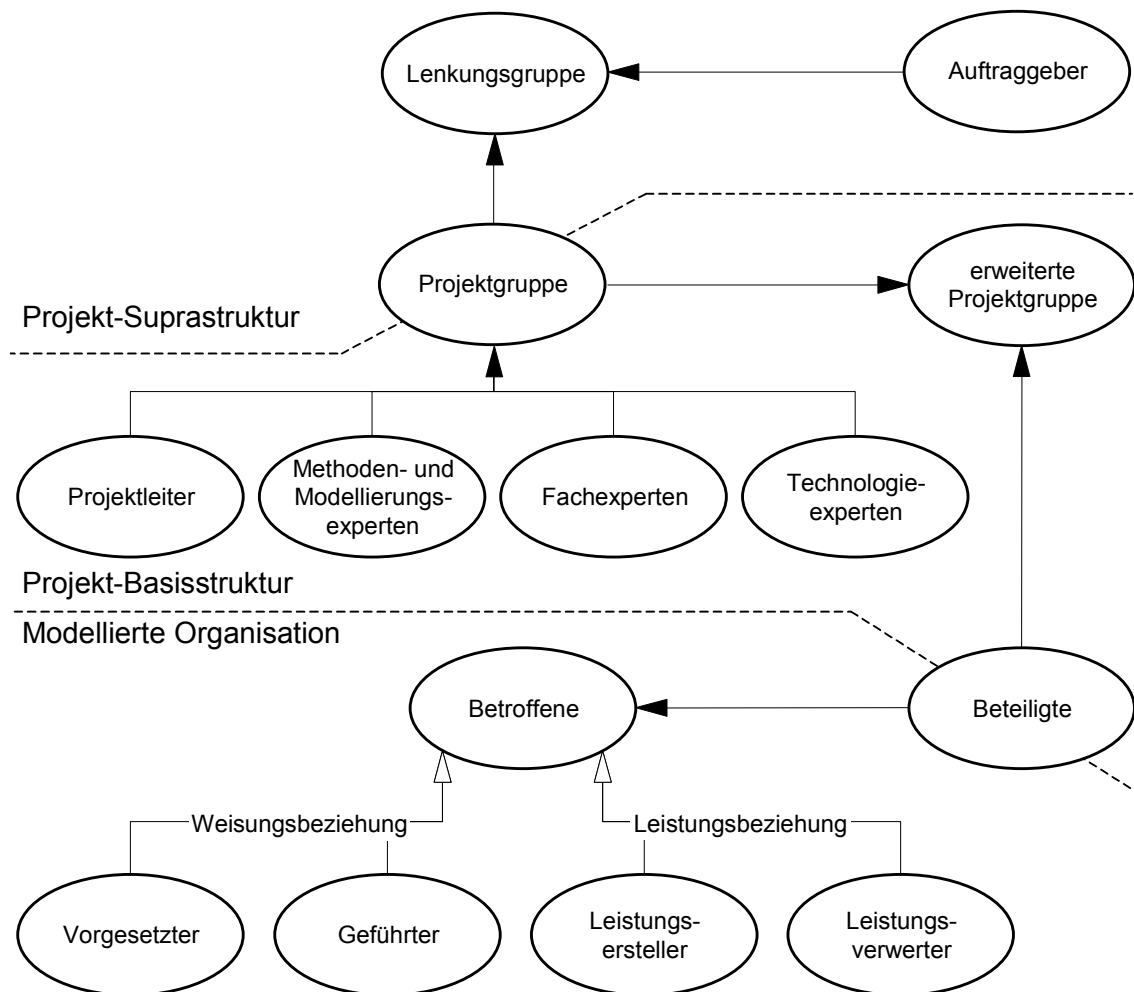 Lenkungsgruppe
Auftraggeber
Projektgruppe
erweiterte
Projektgruppe
Projekt-Suprastruktur
Projektleiter
Methoden- und
Modellierungs-
experten
Fachexperten
Technologie-
experten
Projekt-Basisstruktur
Modellierte Organisation
Betroffene
Beteiligte
Weisungsbeziehung
Leistungsbeziehung
Vorgesetzter
Geführter
Leistungs-
ersteller
Leistungs-
verwerter